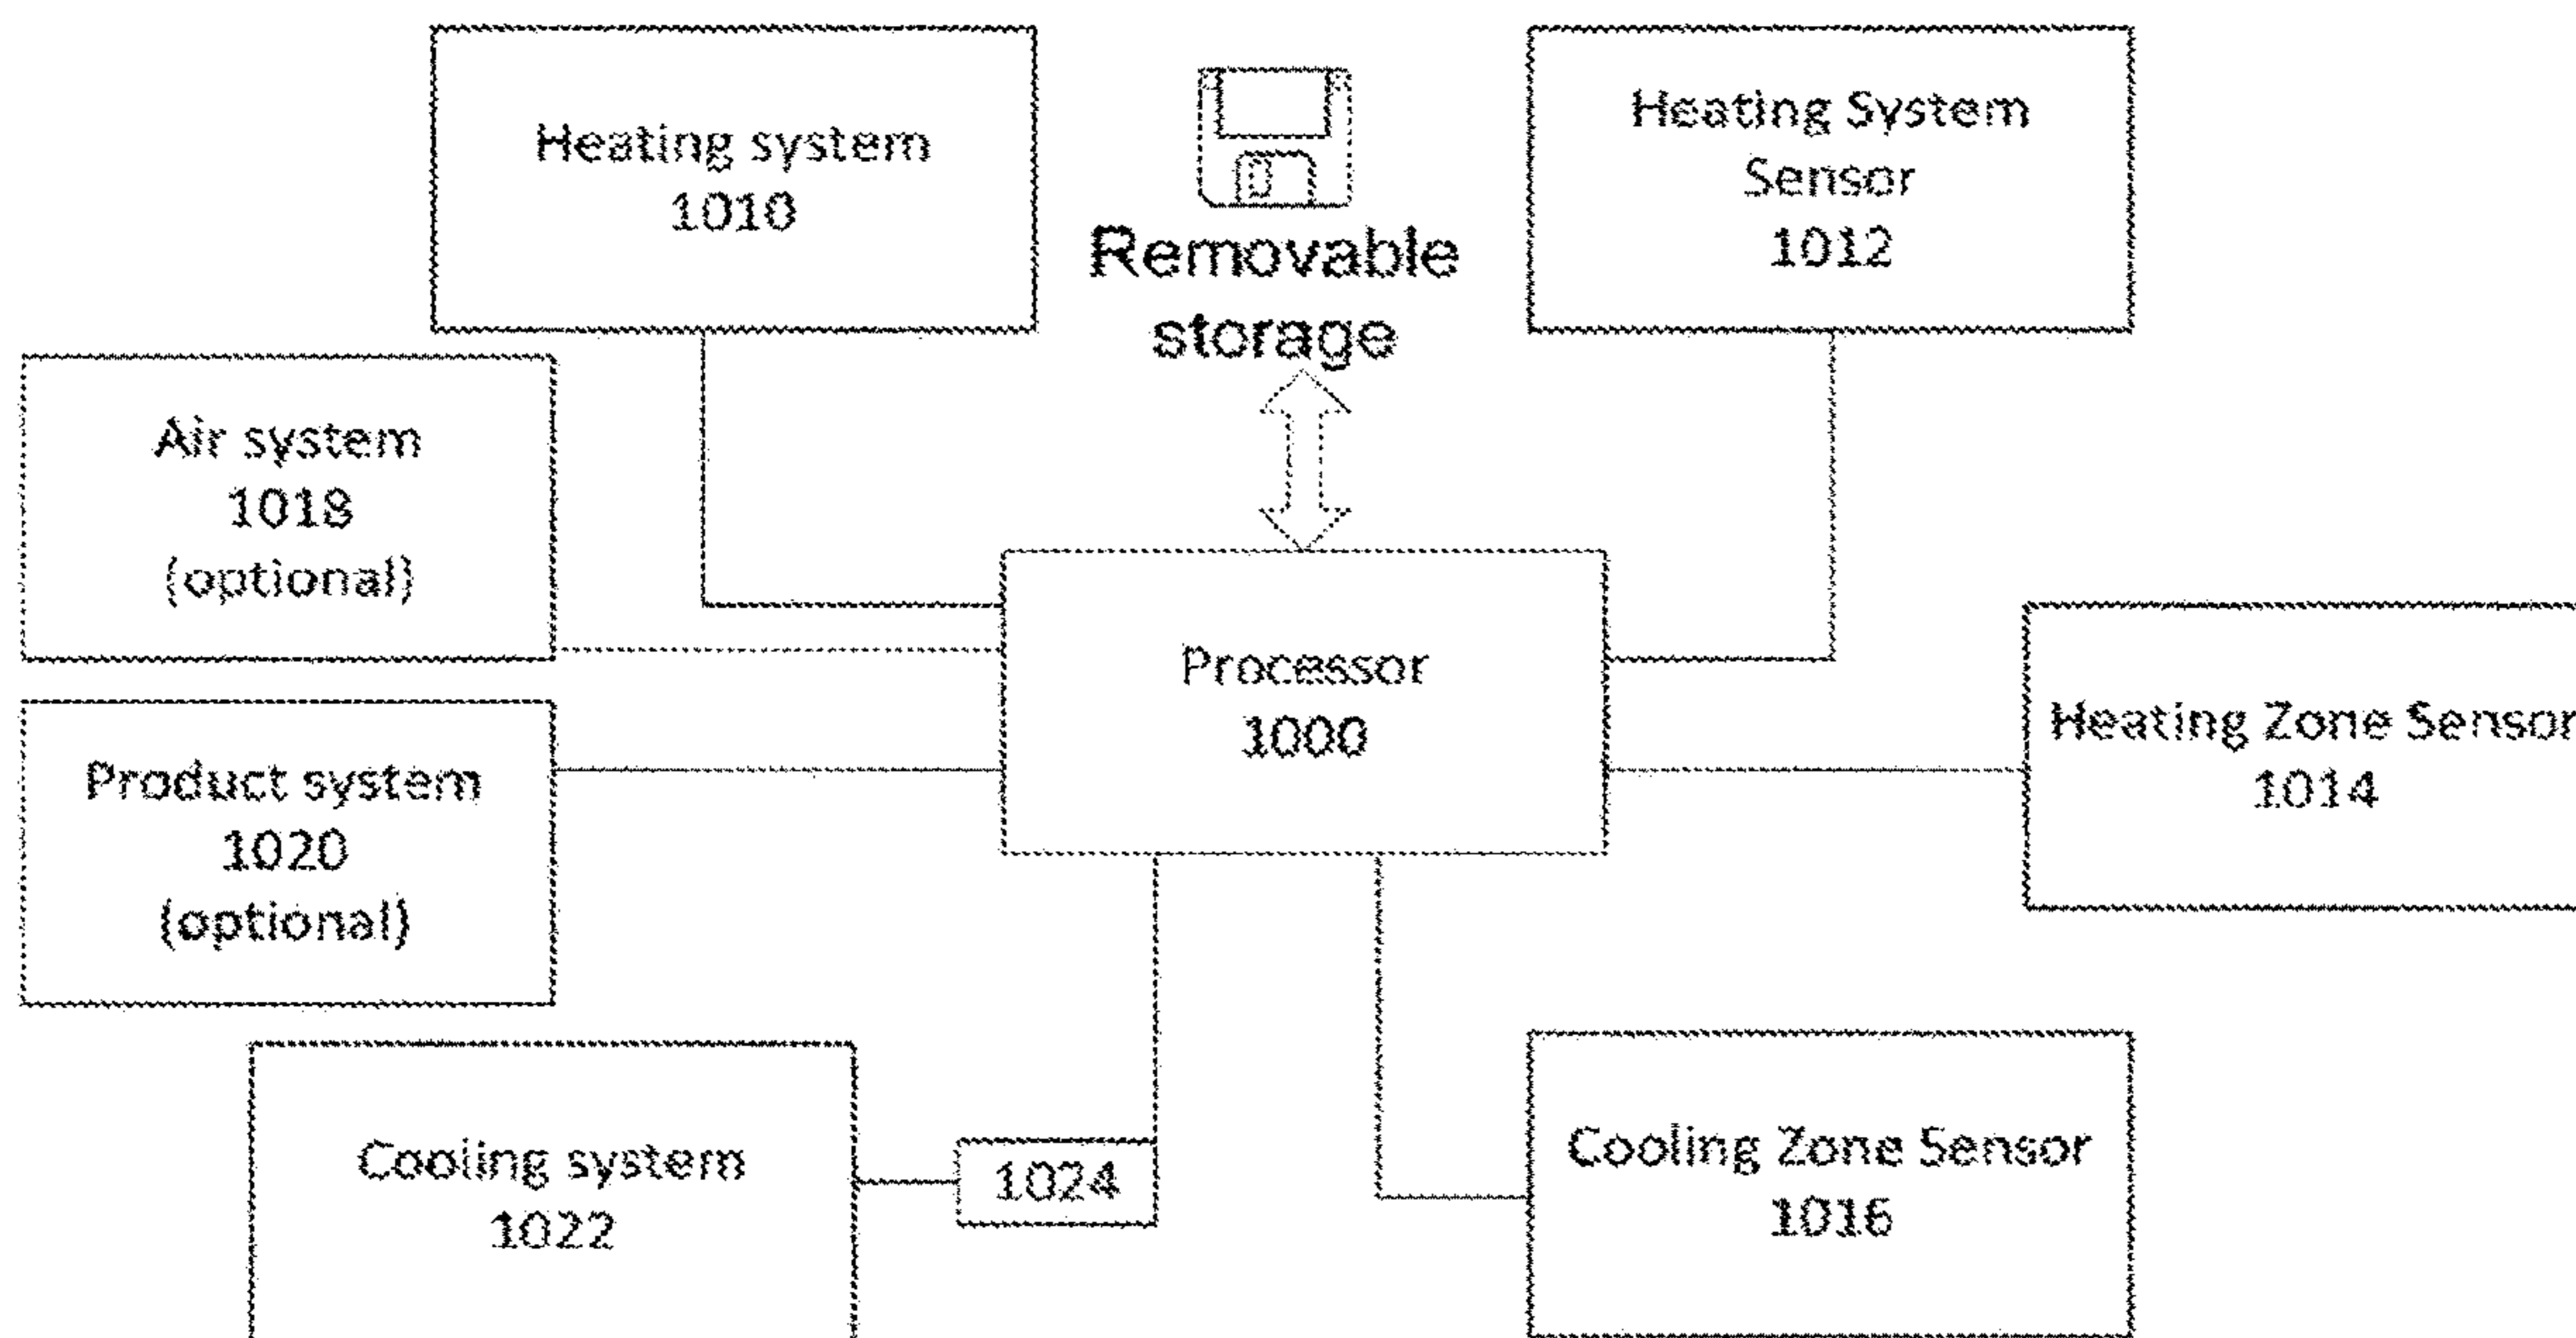 Heating system
1010
Removable
storage
Heating System
Sensor
1012
Air system
1018
(optional)
Processor
1000
Heating Zone Sensor
1014
Product system
1020
(optional)
Cooling system
1022
1024
Cooling Zone Sensor
1016